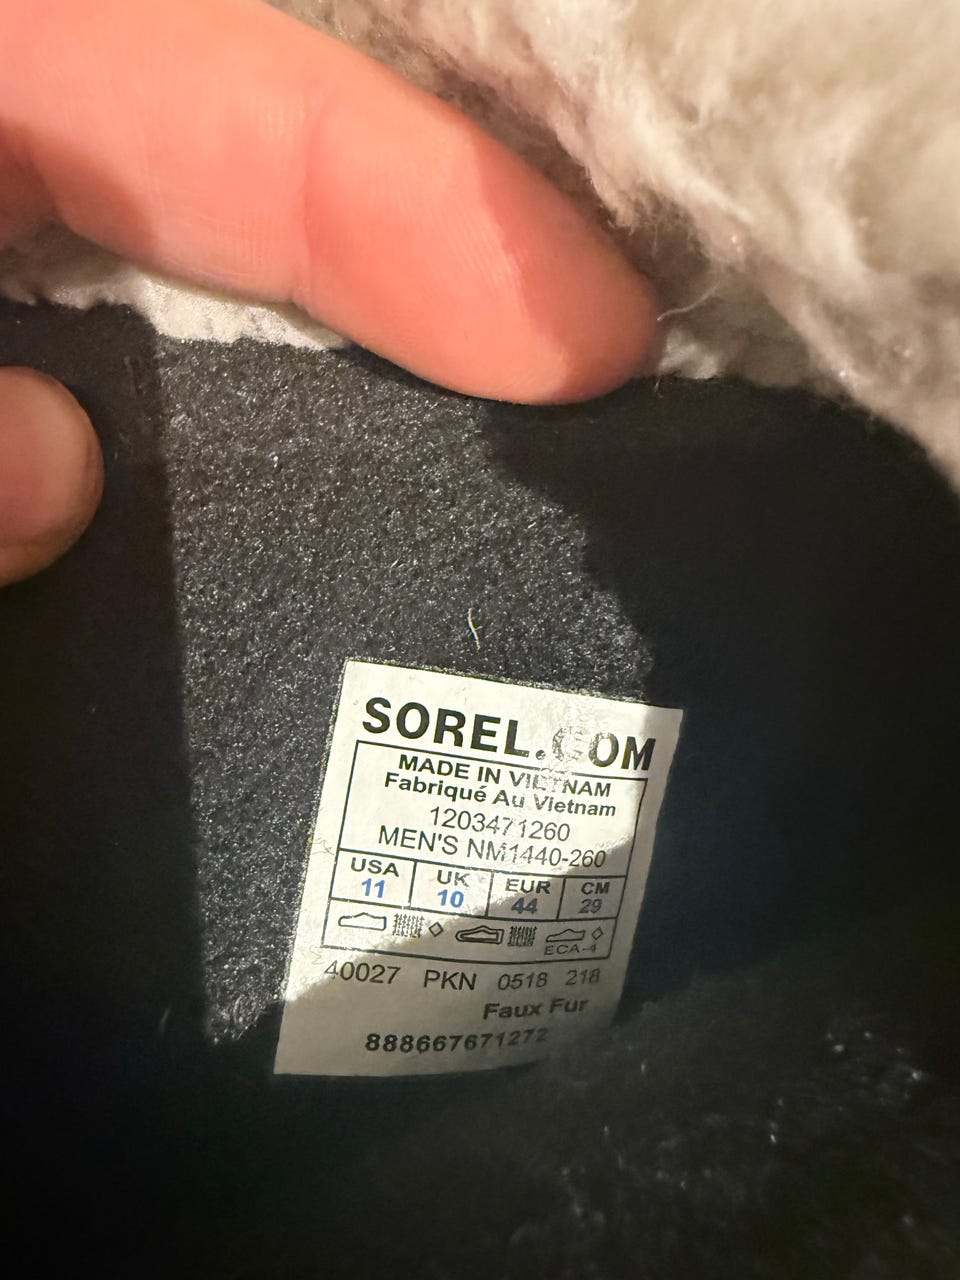 SOREL.COM
MADE IN VIETNAM
Fabriqué Au Vietnam
1203471260
MEN'S NM1440-260
USA UK EUR CM
11 10 44 29
ECA-4
40027 PKN 0518 218
Faux Fur
888667671272